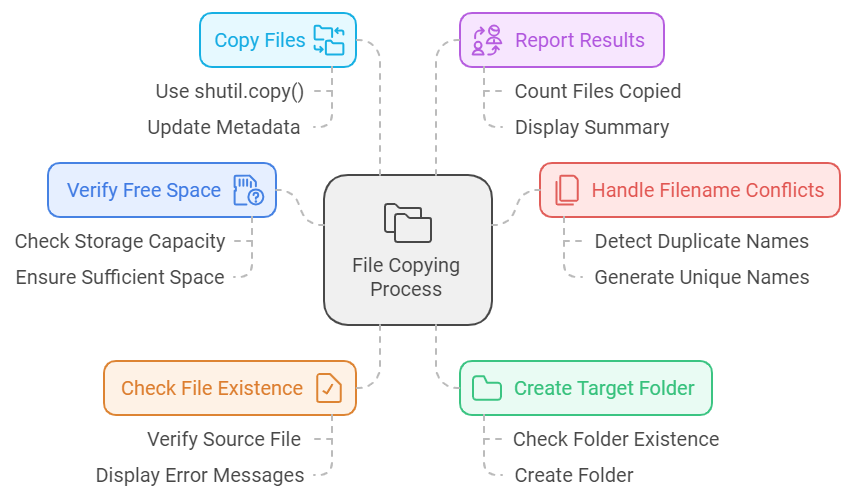 Copy Files
Use shutil.copy()
Update Metadata
Report Results
Count Files Copied
Display Summary
Verify Free Space
Check Storage Capacity
Ensure Sufficient Space
File Copying
Process
Handle Filename Conflicts
Detect Duplicate Names
Generate Unique Names
Check File Existence
Verify Source File
Display Error Messages
Create Target Folder
Check Folder Existence
Create Folder